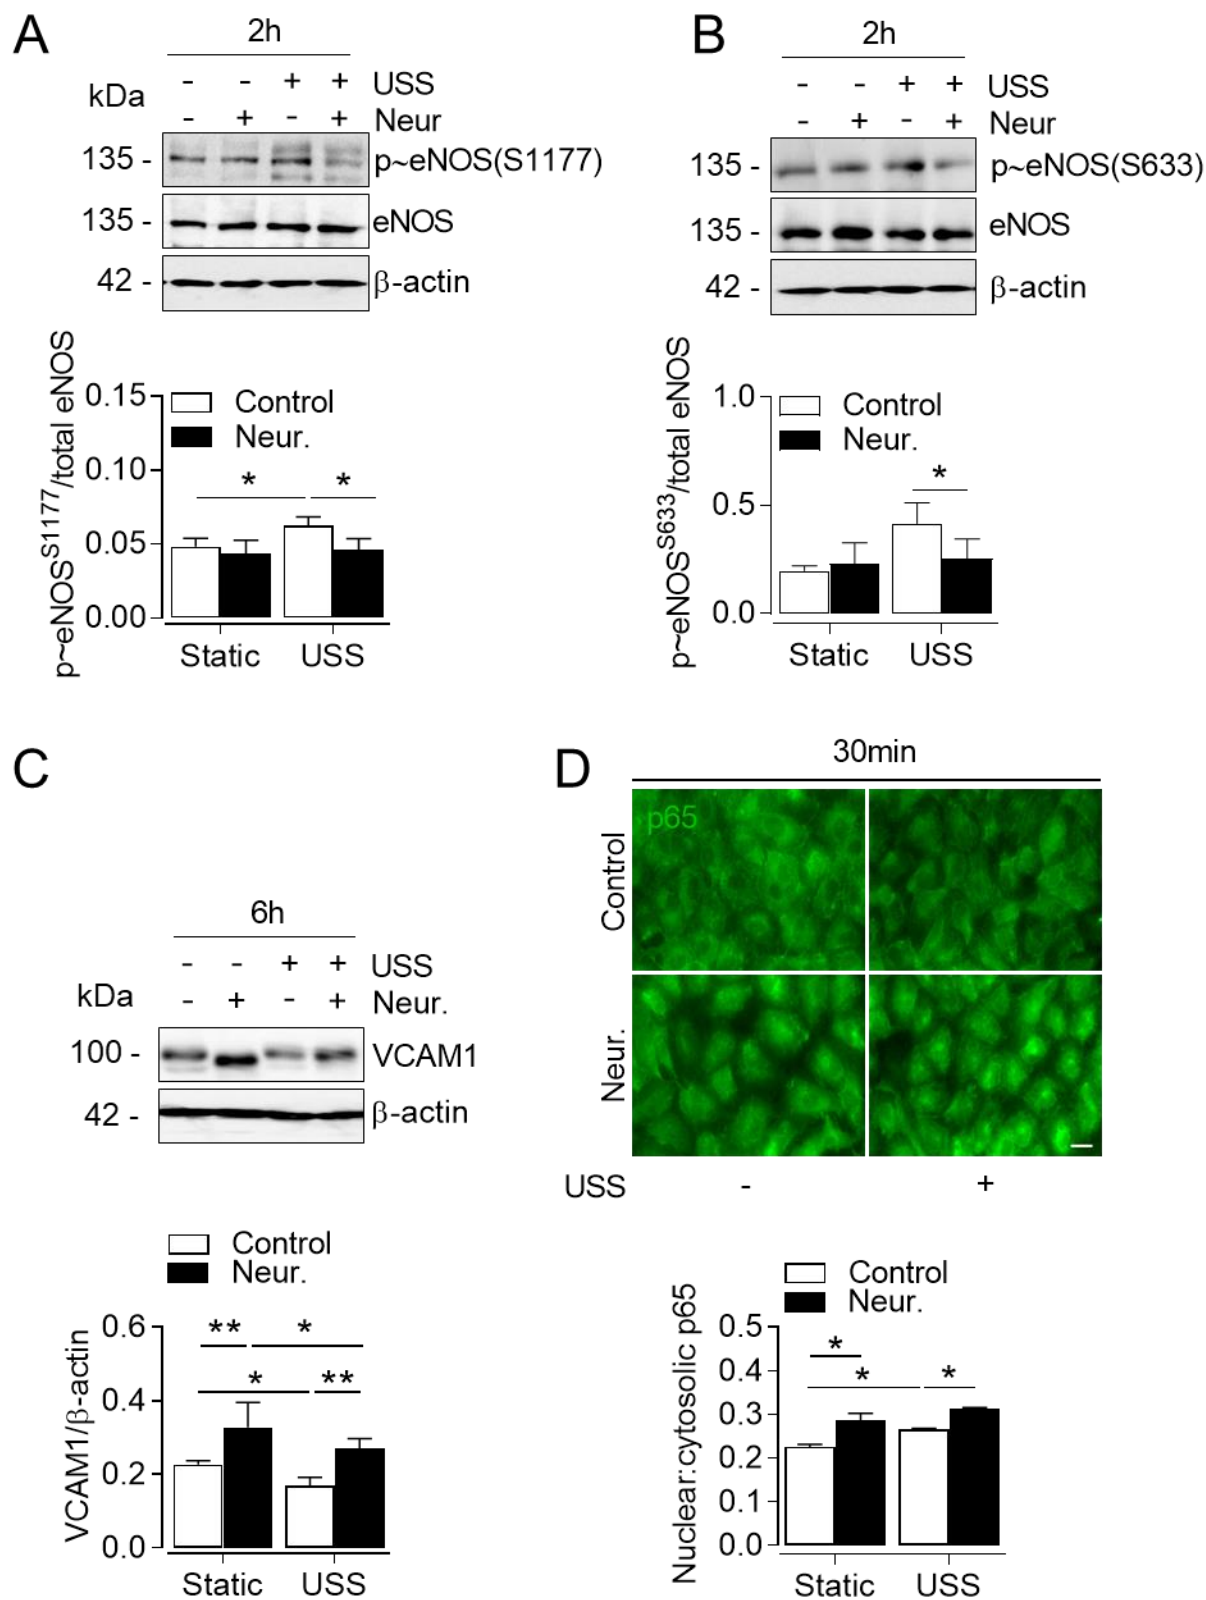 A
2h
- - + + USS
kDa
- + - + Neur
135 - p~eNOS(S1177)
135 - eNOS
42 - β-actin
p~eNOS^S1177/total eNOS
0.15
0.10
0.05
0.00
Control
Neur.
* *
Static USS
B
2h
- - + + USS
- + - + Neur
135 - p~eNOS(S633)
135 - eNOS
42 - β-actin
p~eNOS^S633/total eNOS
1.0
0.5
0.0
Control
Neur.
*
Static USS
C
6h
- - + + USS
kDa
- + - + Neur.
100 - VCAM1
42 - β-actin
Control
Neur.
VCAM1/β-actin
0.6
0.4
0.2
0.0
** *
* **
Static USS
D
30min
p65
Control
Neur.
USS - +
Control
Neur.
Nuclear:cytosolic p65
0.5
0.4
0.3
0.2
0.1
0.0
*
* *
Static USS